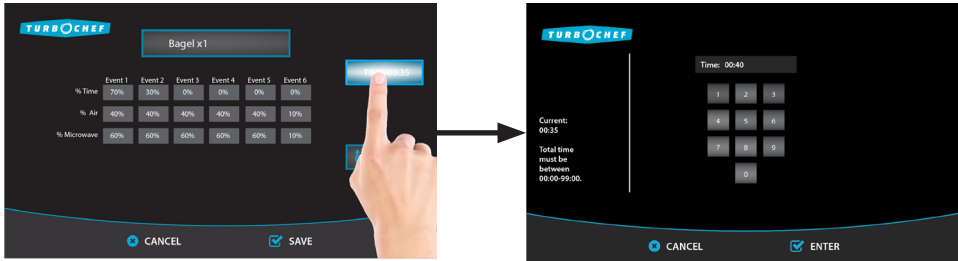 TURBOCHEF
Bagel x1
Event 1 Event 2 Event 3 Event 4 Event 5 Event 6
% Time 70% 30% 0% 0% 0% 0%
% Air 40% 40% 40% 40% 40% 10%
% Microwave 60% 60% 60% 60% 60% 10%
CANCEL
SAVE
TURBOCHEF
Time: 00:40
1 2 3
4 5 6
7 8 9
0
Current:
00:35
Total time
must be
between
00:00-99:00.
CANCEL
ENTER